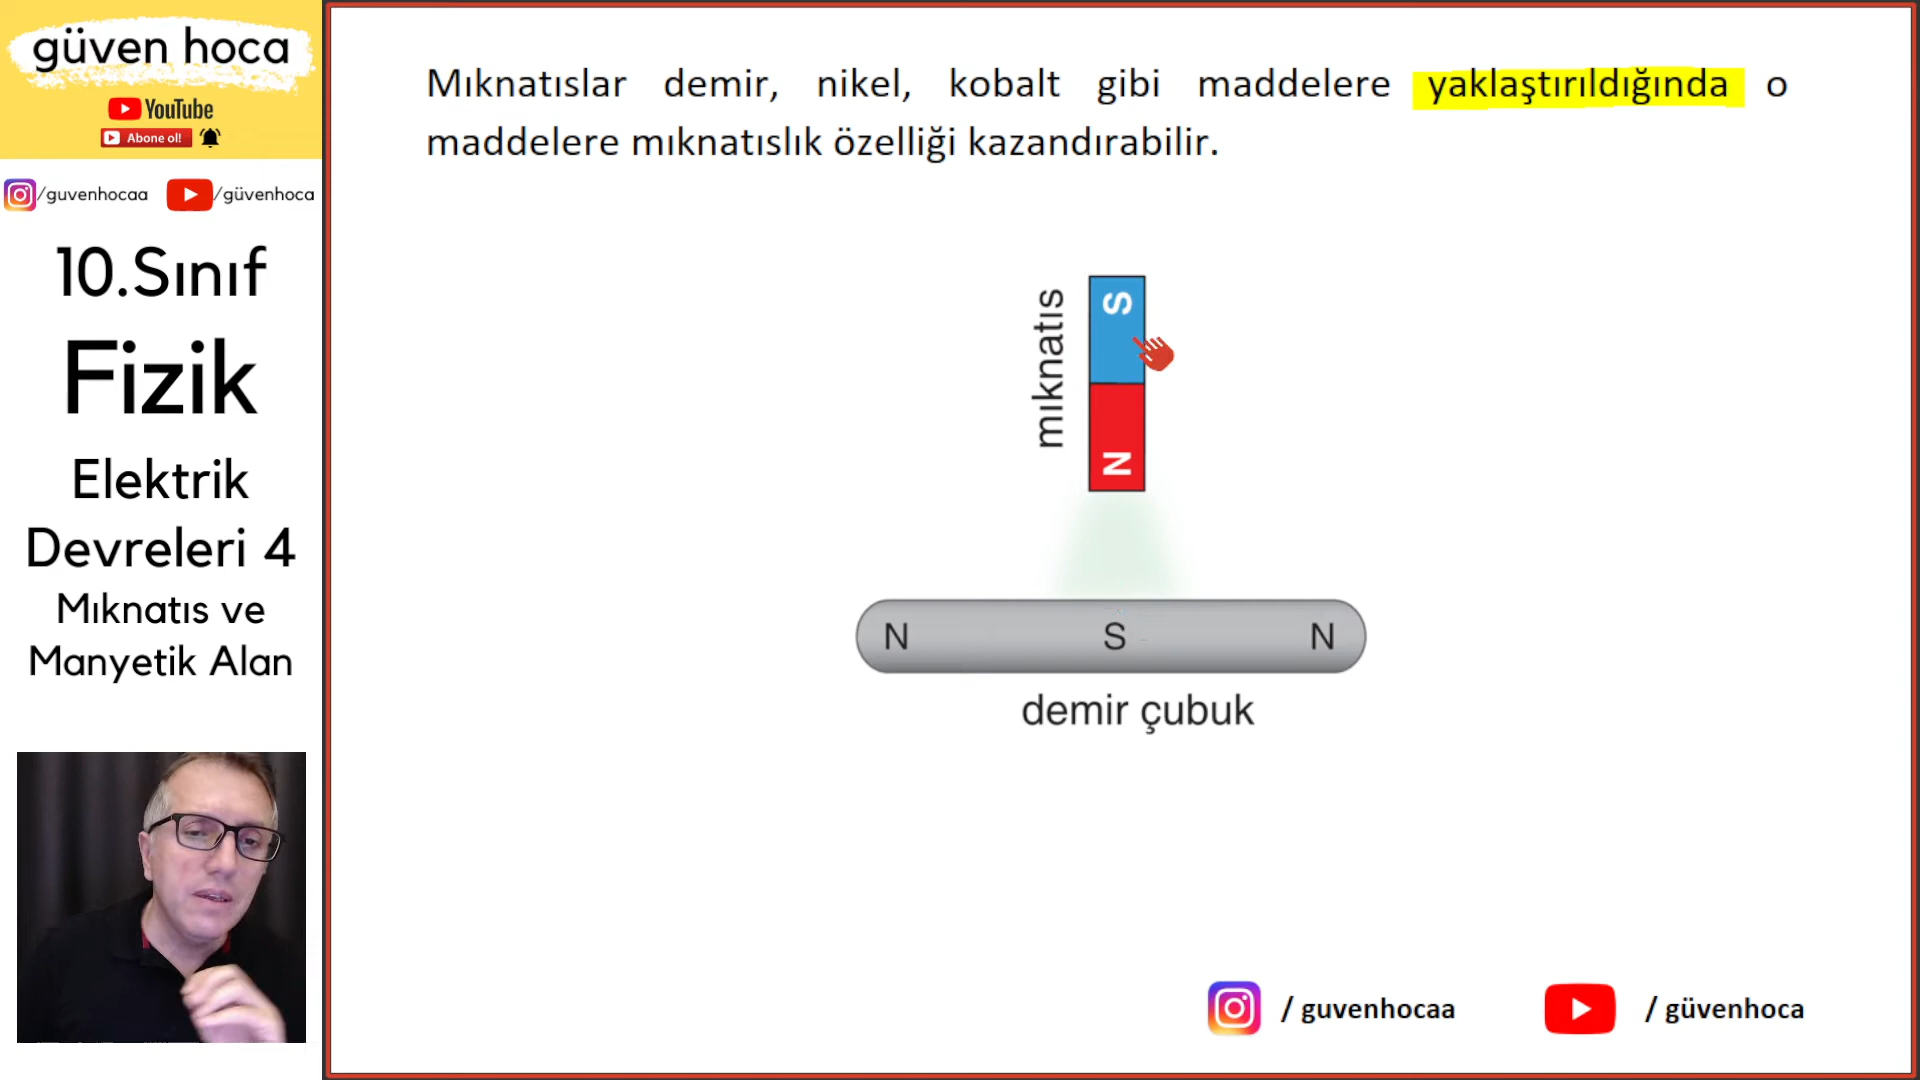 güven hoca
YouTube
Abone ol!
/guvenhocaa /güvenhoca
10.Sınıf
Fizik
Elektrik
Devreleri 4
Mıknatıs ve
Manyetik Alan
Mıknatıslar demir, nikel, kobalt gibi maddelere yaklaştırıldığında o
maddelere mıknatıslık özelliği kazandırabilir.
mıknatıs
S
N
N S N
demir çubuk
/ guvenhocaa / güvenhoca